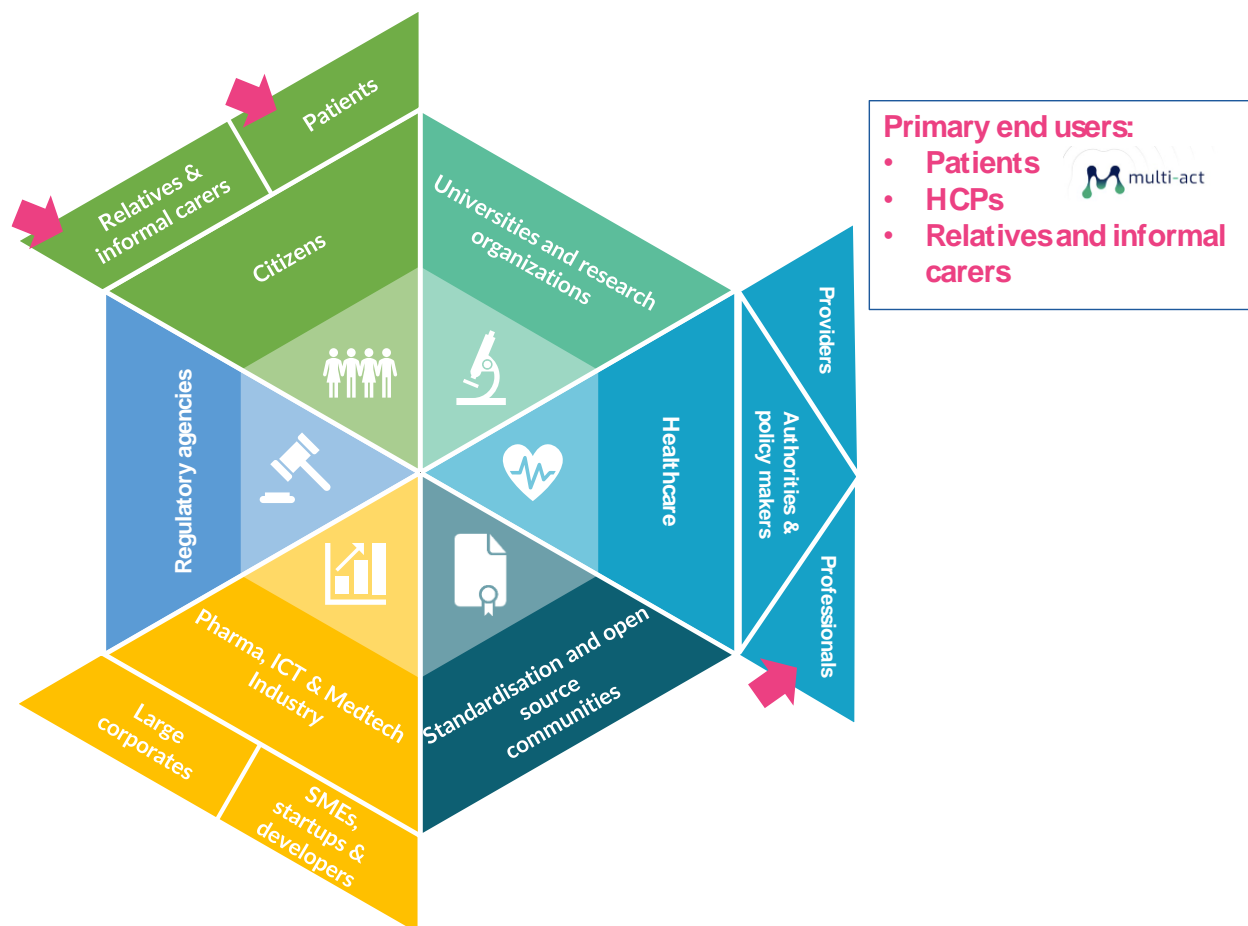 Patients
Relatives &
informal carers
Citizens
Universities and research
organizations
Primary end users:
• Patients
multi-act
• HCPs
• Relatives and informal
carers
Providers
Authorities &
policy makers
Professionals
Healthcare
Regulatory agencies
Pharma, ICT & Medtech
Industry
Large
corporates
SMEs,
startups &
developers
Standardisation and open
source
communities